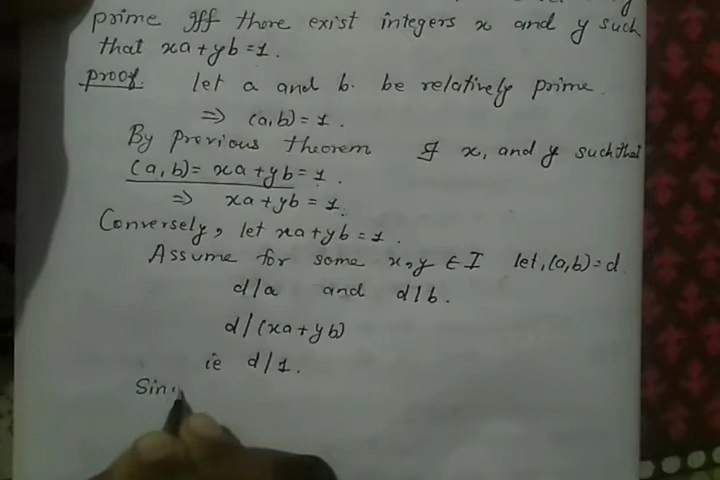 prime iff there exist integers x and y such
that xa+yb=1.
proof. let a and b. be relatively prime.
⇒ (a,b)=1.
By previous theorem ∃ x, and y such that
(a,b)= xa+yb=1.
⇒ xa+yb=1.
Conversely, let xa+yb=1.
Assume for some x,y ∈ I let, (a,b)=d
d/a and d/b.
d/(xa+yb)
ie d/1.
Sin